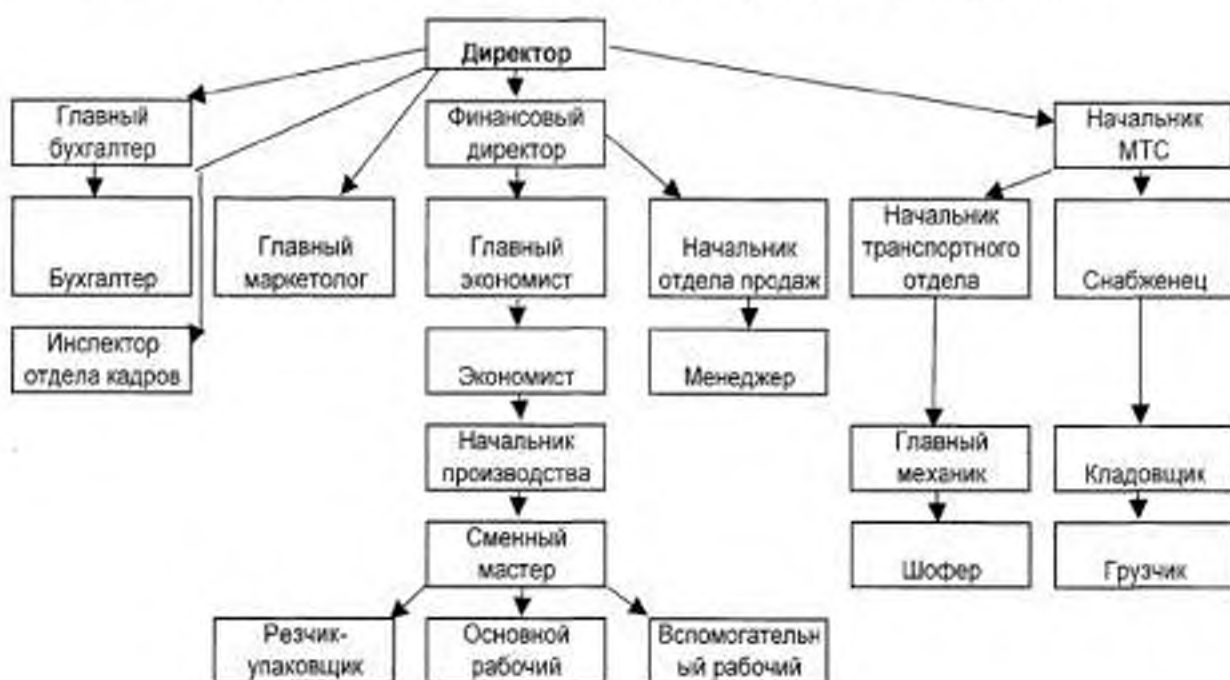 Директор
Главный
бухгалтер
Финансовый
директор
Начальник
МТС
Бухгалтер
Главный
маркетолог
Главный
экономист
Начальник
отдела продаж
Начальник
транспортного
отдела
Снабженец
Инспектор
отдела кадров
Экономист
Менеджер
Начальник
производства
Главный
механик
Кладовщик
Сменный
мастер
Шофер
Грузчик
Резчик-
упаковщик
Основной
рабочий
Вспомогательн
ый рабочий